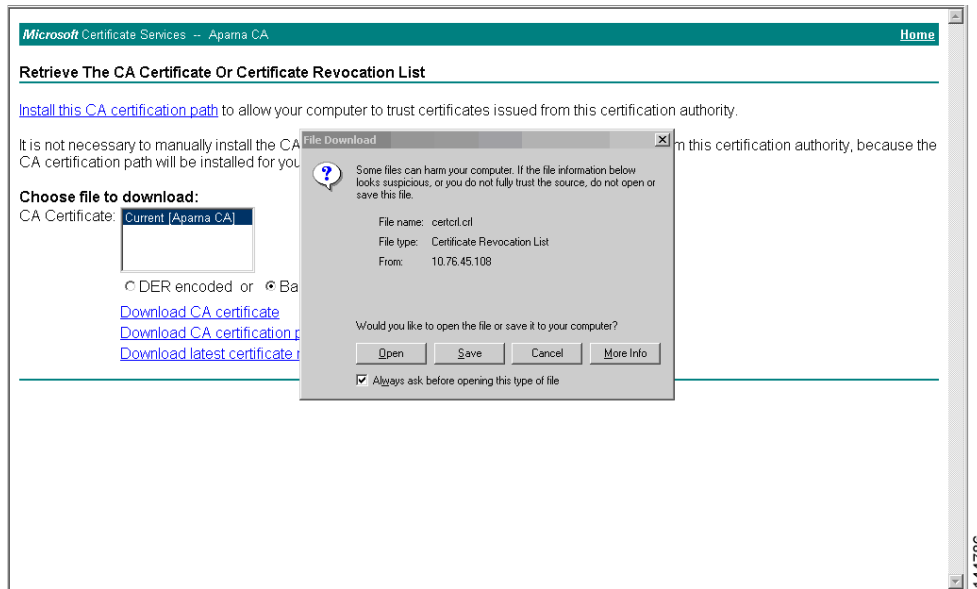 Microsoft Certificate Services -- Aparna CA Home
Retrieve The CA Certificate Or Certificate Revocation List
Install this CA certification path to allow your computer to trust certificates issued from this certification authority.
It is not necessary to manually install the CA
m this certification authority, because the
CA certification path will be installed for you
Choose file to download:
CA Certificate: Current [Aparna CA]
DER encoded or Ba
Download CA certificate
Download CA certification p
Download latest certificate r
File Download
Some files can harm your computer. If the file information below
looks suspicious, or you do not fully trust the source, do not open or
save this file.
File name: certcrl.crl
File type: Certificate Revocation List
From: 10.76.45.108
Would you like to open the file or save it to your computer?
Open Save Cancel More Info
Always ask before opening this type of file